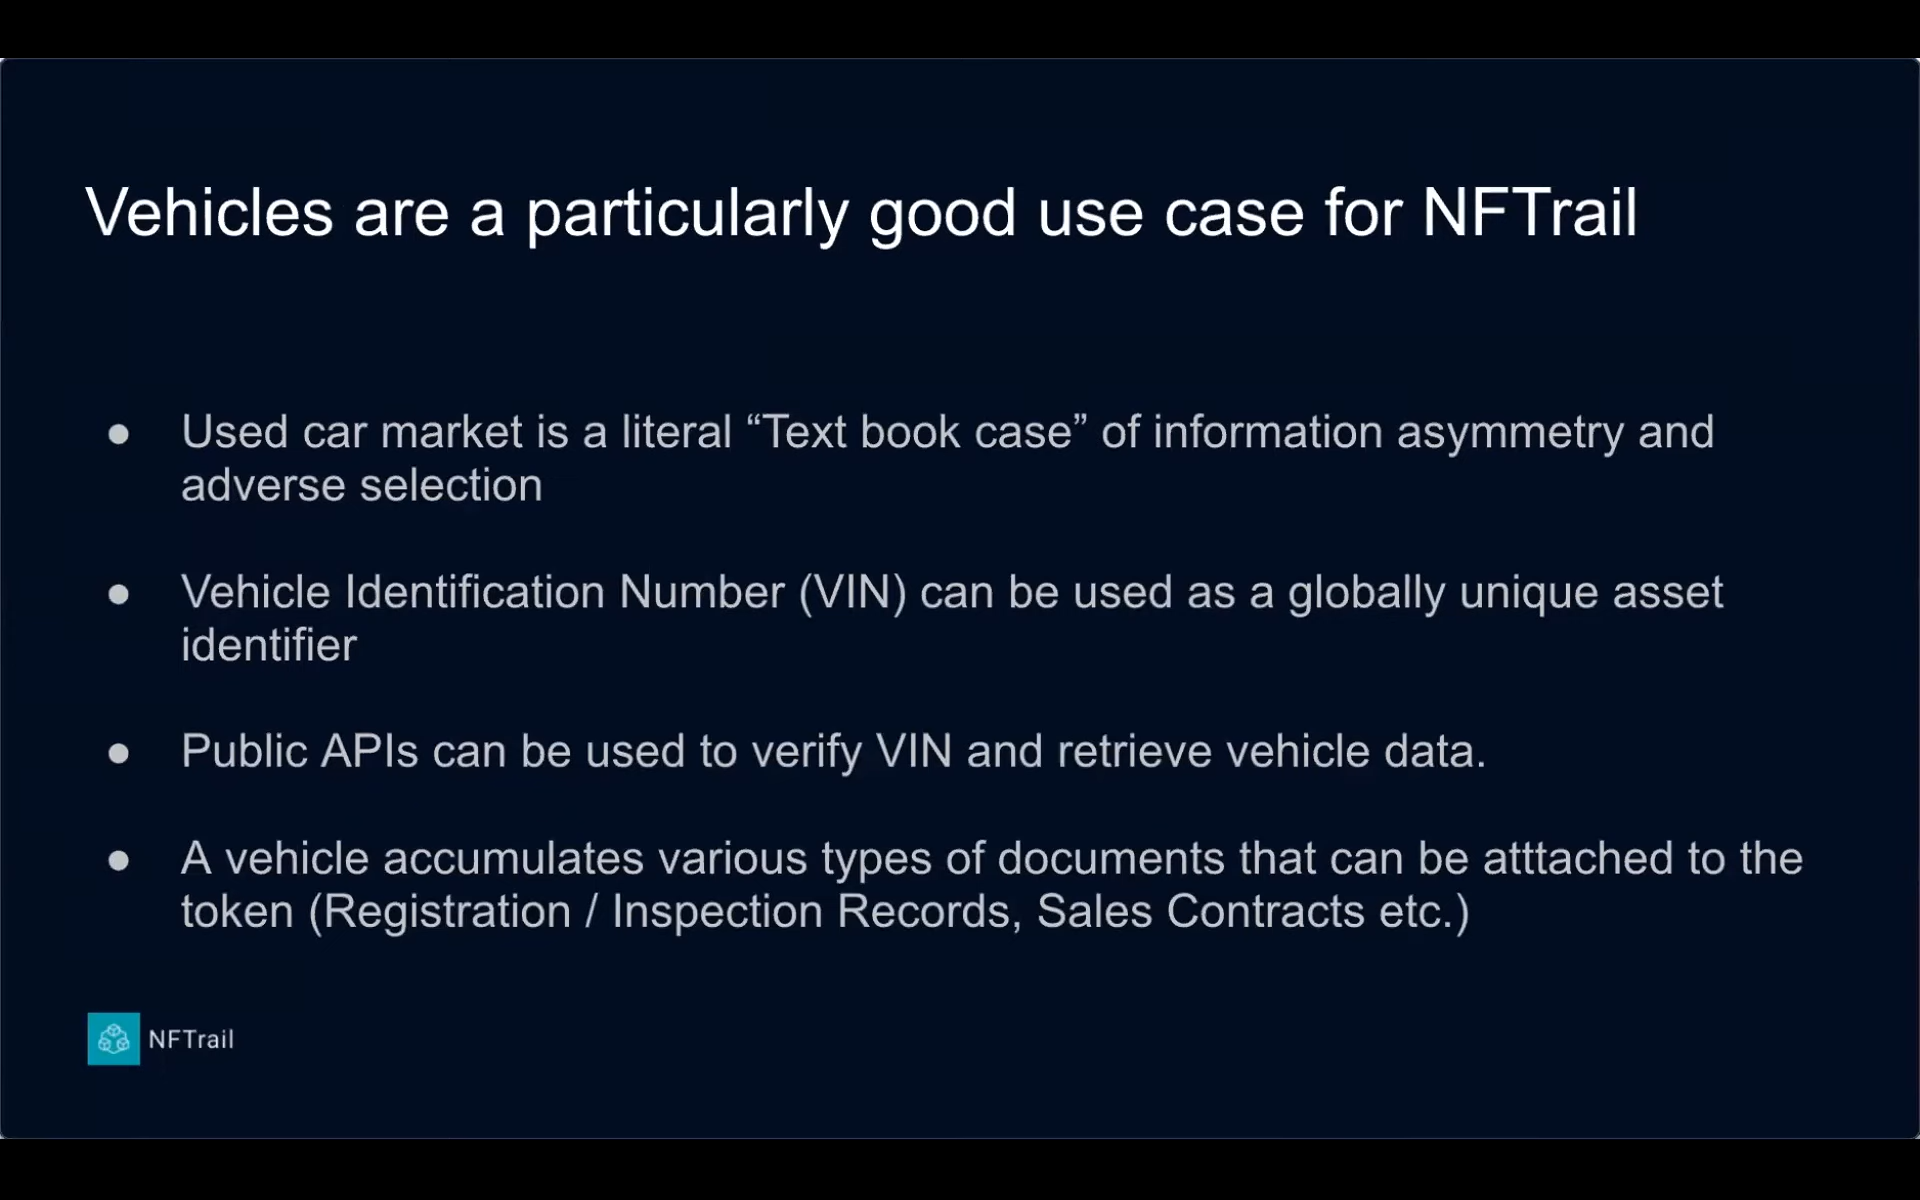 Vehicles are a particularly good use case for NFTrail
● Used car market is a literal “Text book case” of information asymmetry and
adverse selection
● Vehicle Identification Number (VIN) can be used as a globally unique asset
identifier
● Public APIs can be used to verify VIN and retrieve vehicle data.
● A vehicle accumulates various types of documents that can be atttached to the
token (Registration / Inspection Records, Sales Contracts etc.)
NFTrail